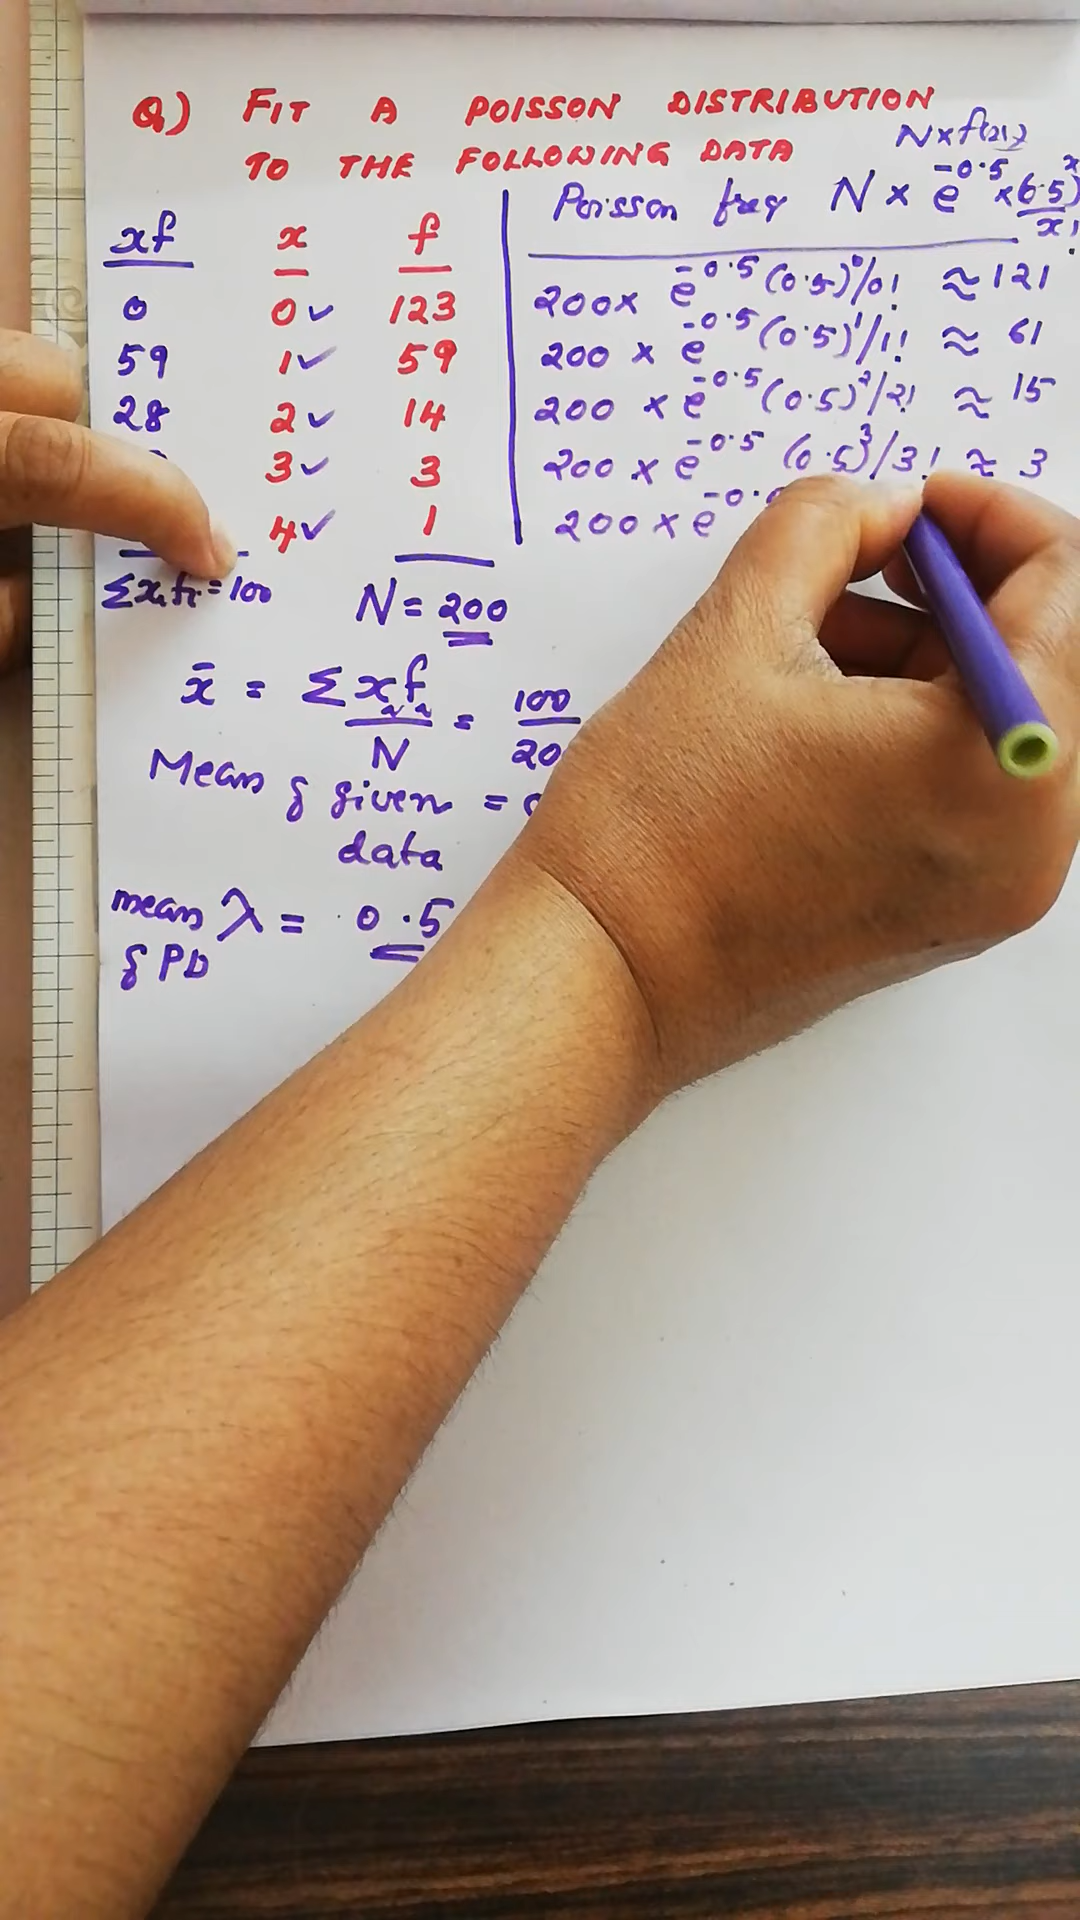 Q) FIT A POISSON DISTRIBUTION
TO THE FOLLOWING DATA
N×f(x)
Poisson freq N × e^-0.5 × (0.5)^x / x!
xf x f
0 0 ✓ 123 200 × e^-0.5 (0.5)^0/0! ≈ 121
59 1 ✓ 59 200 × e^-0.5 (0.5)^1/1! ≈ 61
28 2 ✓ 14 200 × e^-0.5 (0.5)^2/2! ≈ 15
3 ✓ 3 200 × e^-0.5 (0.5)^3/3! ≈ 3
4 ✓ 1 200 × e^-0.
Σxifi = 100 N = 200
x̄ = Σxifi / N = 100 / 20
Mean of given =
data
mean λ = 0.5
of PD